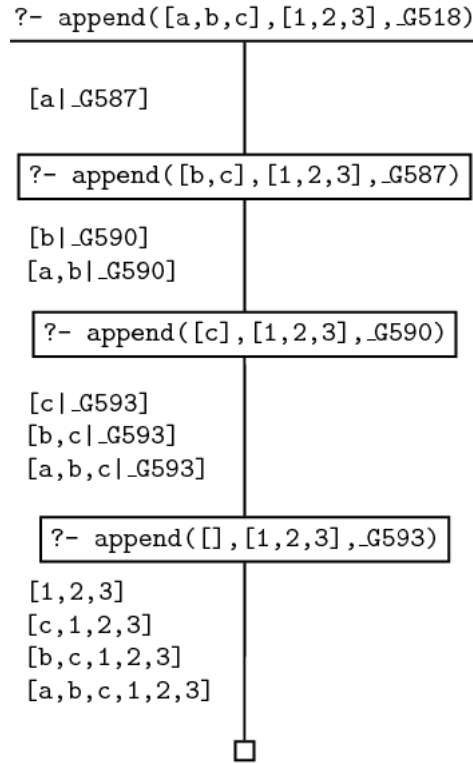 ?- append([a,b,c],[1,2,3],_G518)
[a|_G587]
?- append([b,c],[1,2,3],_G587)
[b|_G590]
[a,b|_G590]
?- append([c],[1,2,3],_G590)
[c|_G593]
[b,c|_G593]
[a,b,c|_G593]
?- append([],[1,2,3],_G593)
[1,2,3]
[c,1,2,3]
[b,c,1,2,3]
[a,b,c,1,2,3]